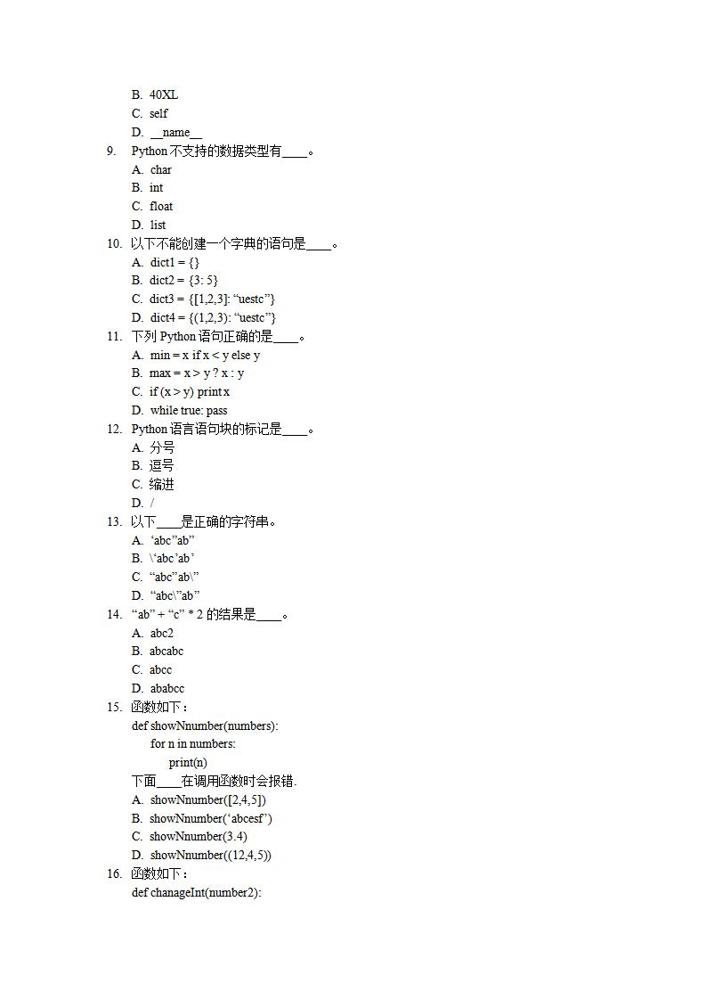 B. 40XL
C. self
D. __name__
9. Python不支持的数据类型有____。
A. char
B. int
C. float
D. list
10. 以下不能创建一个字典的语句是____。
A. dict1 = {}
B. dict2 = {3: 5}
C. dict3 = {[1,2,3]: “uestc”}
D. dict4 = {(1,2,3): “uestc”}
11. 下列 Python 语句正确的是____。
A. min = x if x < y else y
B. max = x > y ? x : y
C. if (x > y) print x
D. while true: pass
12. Python 语言语句块的标记是____。
A. 分号
B. 逗号
C. 缩进
D. /
13. 以下____是正确的字符串。
A. ‘abc”ab”
B. \‘abc’ab’
C. “abc”ab\”
D. “abc\”ab”
14. “ab” + “c” * 2 的结果是____。
A. abc2
B. abcabc
C. abcc
D. ababcc
15. 函数如下：
def showNnumber(numbers):
for n in numbers:
print(n)
下面____在调用函数时会报错.
A. showNnumber([2,4,5])
B. showNnumber(‘abcesf’)
C. showNnumber(3.4)
D. showNnumber((12,4,5))
16. 函数如下：
def chanageInt(number2):